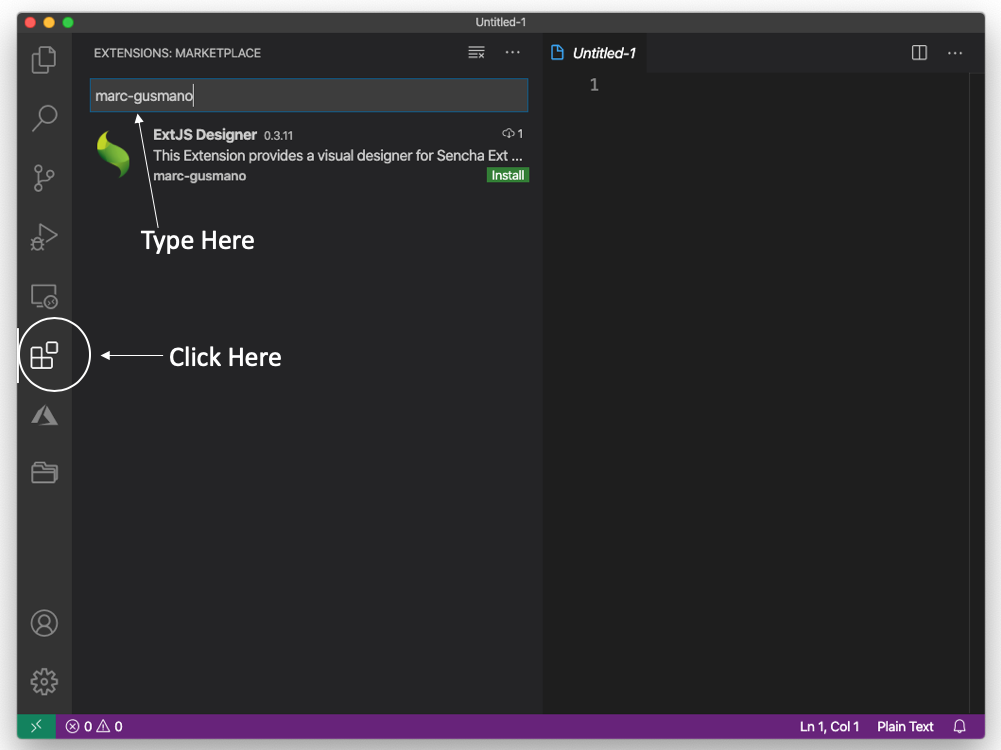 Untitled-1
EXTENSIONS: MARKETPLACE
Untitled-1
marc-gusmano
1
ExtJS Designer 0.3.11
1
This Extension provides a visual designer for Sencha Ext ...
marc-gusmano
Install
Type Here
Click Here
0 0
Ln 1, Col 1
Plain Text